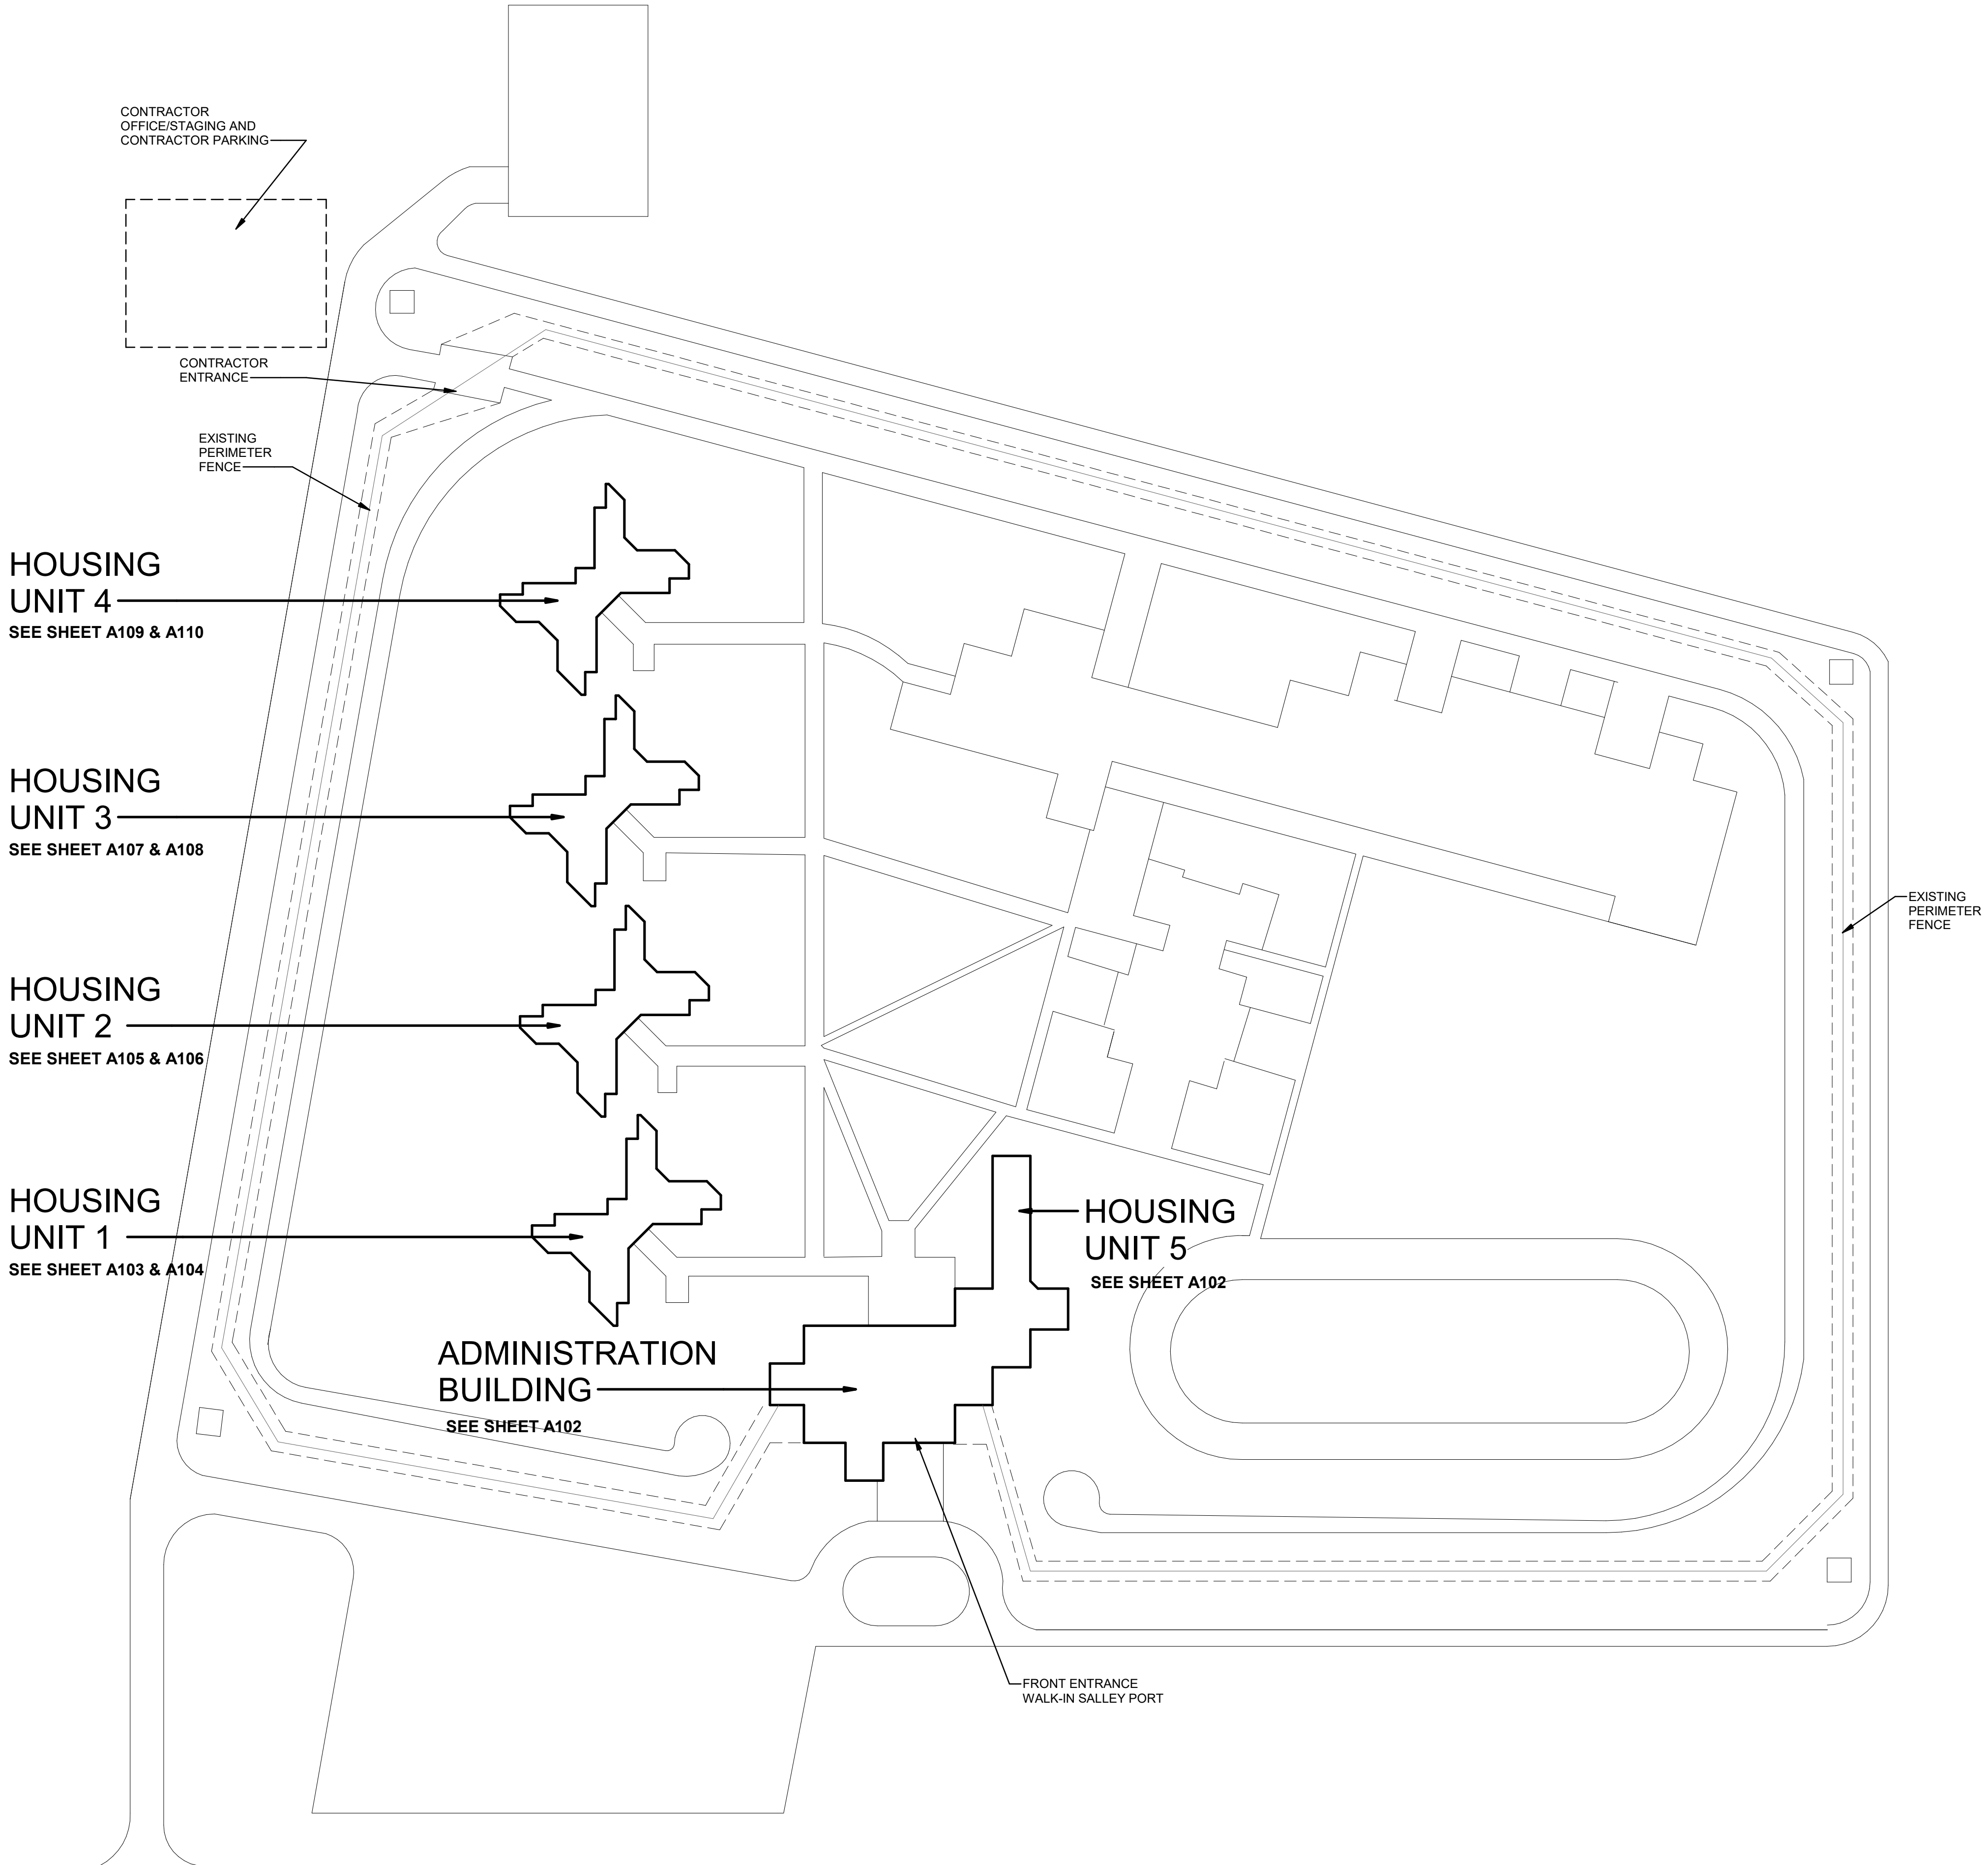 CONTRACTOR
OFFICE/STAGING AND
CONTRACTOR PARKING
CONTRACTOR
ENTRANCE
EXISTING
PERIMETER
FENCE
HOUSING
UNIT 4
SEE SHEET A109 & A110
HOUSING
UNIT 3
SEE SHEET A107 & A108
EXISTING
PERIMETER
FENCE
HOUSING
UNIT 2
SEE SHEET A105 & A106
HOUSING
UNIT 1
SEE SHEET A103 & A104
HOUSING
UNIT 5
SEE SHEET A102
ADMINISTRATION
BUILDING
SEE SHEET A102
FRONT ENTRANCE
WALK-IN SALLEY PORT